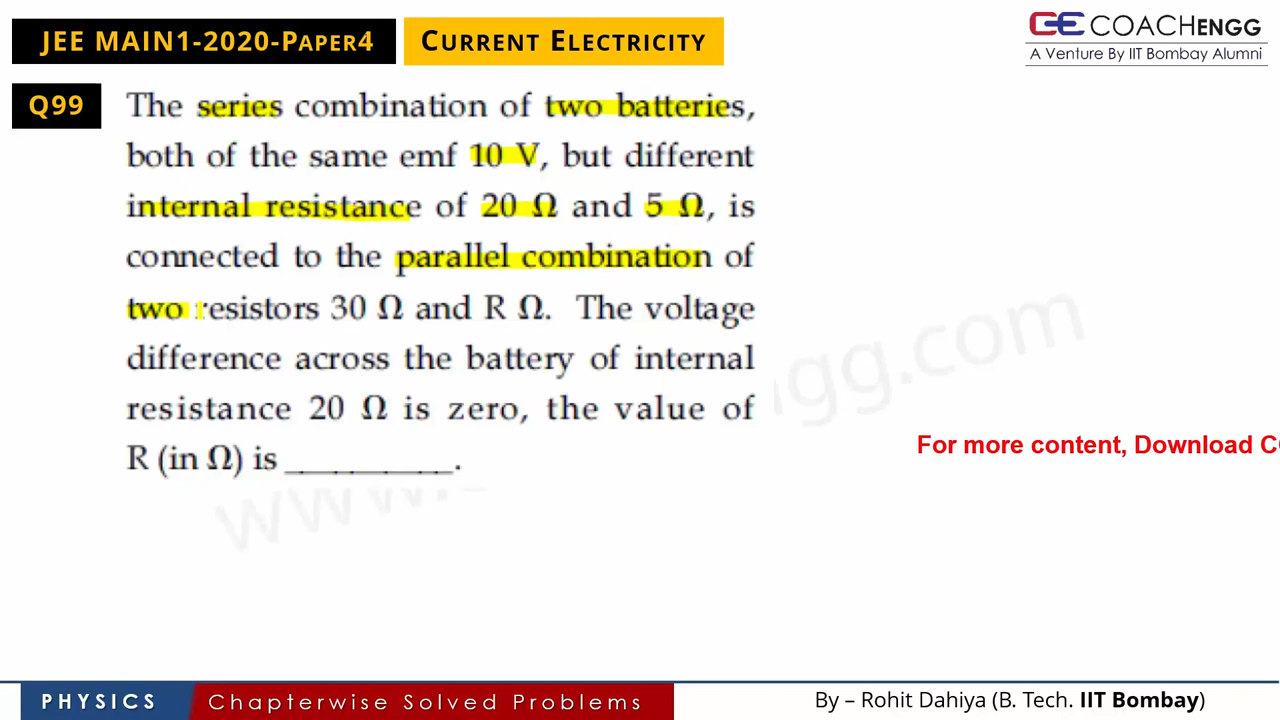 JEE MAIN1-2020-PAPER4
CURRENT ELECTRICITY
CE COACHENGG
A Venture By IIT Bombay Alumni
Q99
The series combination of two batteries,
both of the same emf 10 V, but different
internal resistance of 20 Ω and 5 Ω, is
connected to the parallel combination of
two resistors 30 Ω and R Ω. The voltage
difference across the battery of internal
resistance 20 Ω is zero, the value of
R (in Ω) is __________.
For more content, Download
PHYSICS
Chapterwise Solved Problems
By – Rohit Dahiya (B. Tech. IIT Bombay)